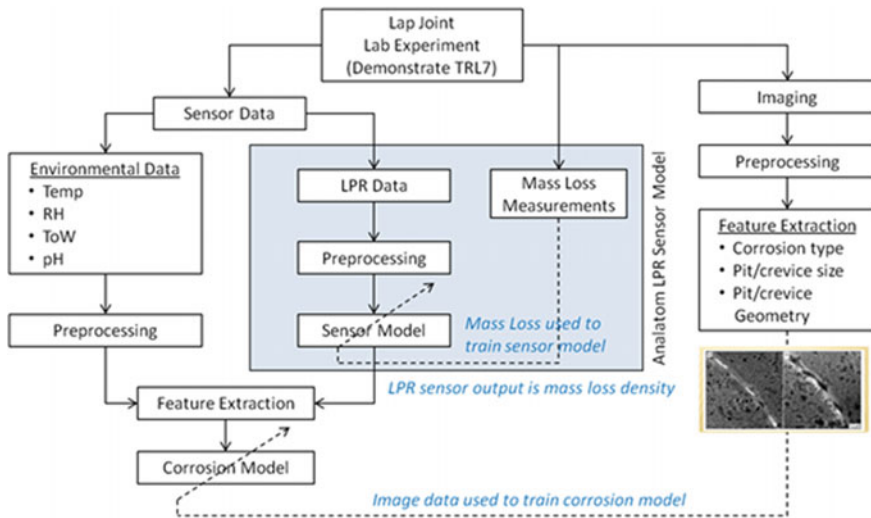 Lap Joint
Lab Experiment
(Demonstrate TRL7)
Sensor Data
Imaging
Environmental Data
• Temp
• RH
• ToW
• pH
LPR Data
Mass Loss
Measurements
Analatom LPR Sensor Model
Preprocessing
Preprocessing
Feature Extraction
• Corrosion type
• Pit/crevice size
• Pit/crevice
Geometry
Preprocessing
Sensor Model
Mass Loss used to
train sensor model
LPR sensor output is mass loss density
Feature Extraction
Corrosion Model
Image data used to train corrosion model